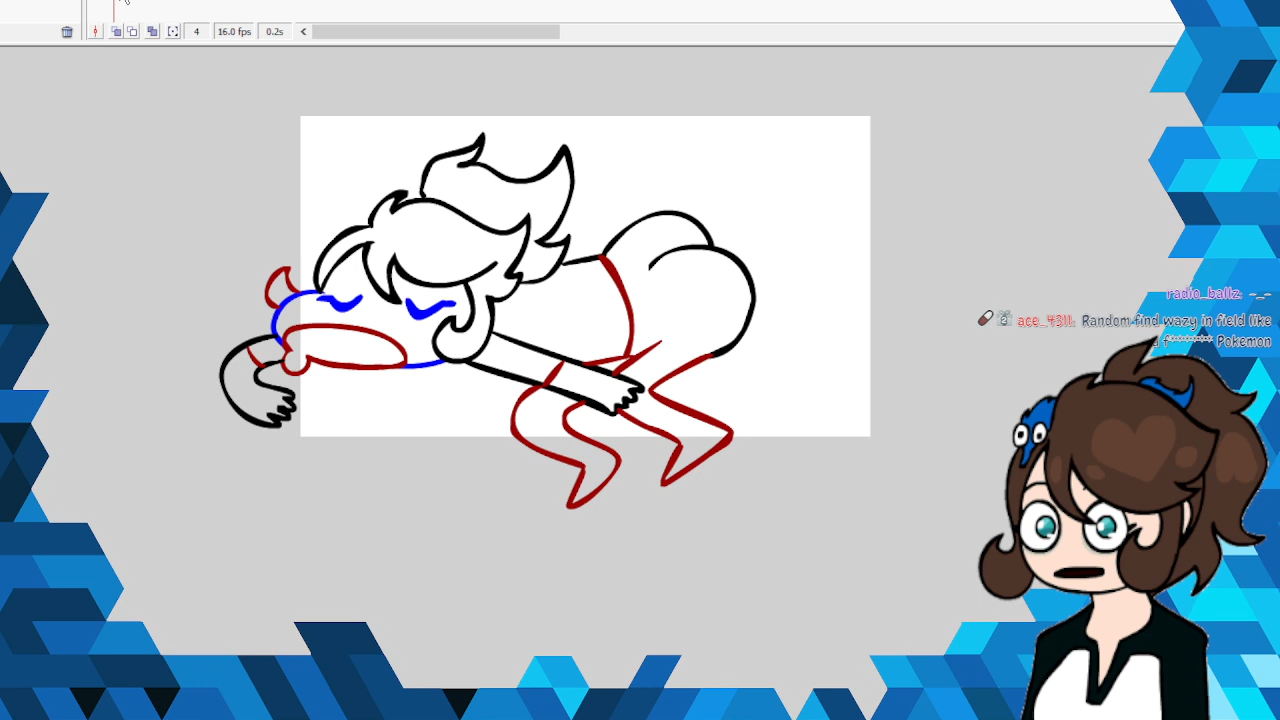 4 16.0 fps 0.2s
radio_ballz:
ace_4311: Random find wazy in field like
f******* Pokemon